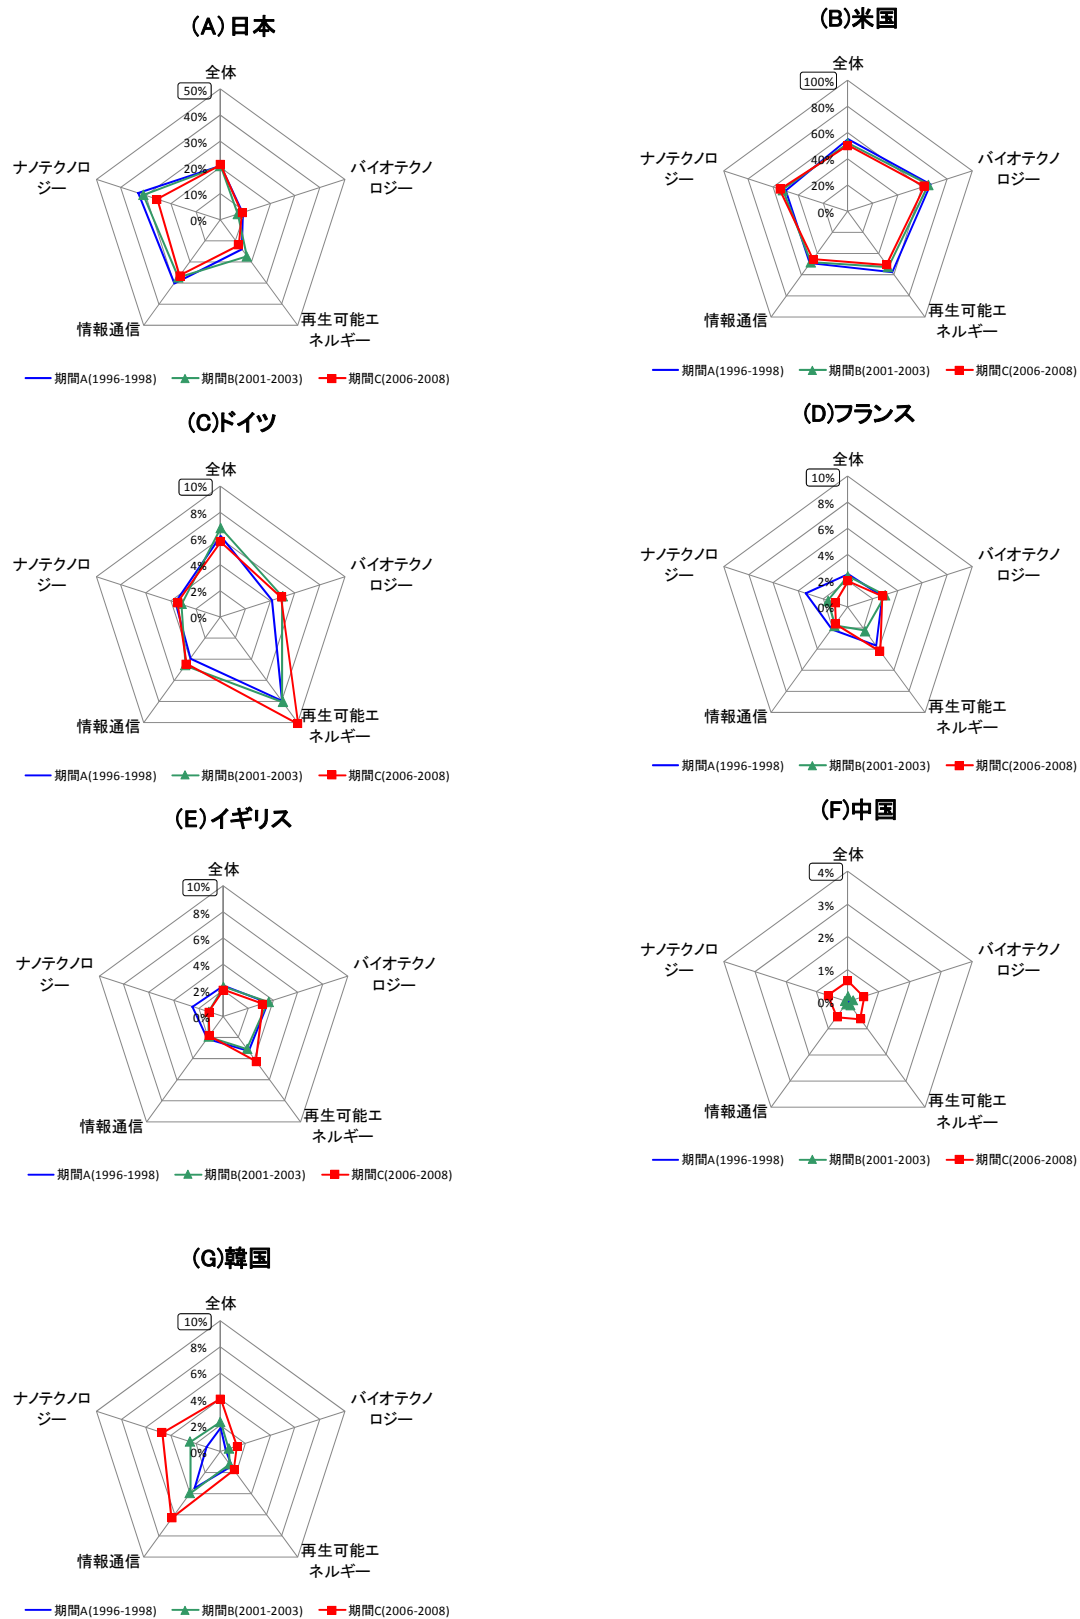 (A)日本
全体
50%
40%
30%
20%
10%
0%
バイオテクノ
ロジー
再生可能エ
ネルギー
情報通信
ナノテクノロ
ジー
期間A(1996-1998)
期間B(2001-2003)
期間C(2006-2008)
(B)米国
全体
100%
80%
60%
40%
20%
0%
バイオテクノ
ロジー
再生可能エ
ネルギー
情報通信
ナノテクノロ
ジー
期間A(1996-1998)
期間B(2001-2003)
期間C(2006-2008)
(C)ドイツ
全体
10%
8%
6%
4%
2%
0%
バイオテクノ
ロジー
再生可能エ
ネルギー
情報通信
ナノテクノロ
ジー
期間A(1996-1998)
期間B(2001-2003)
期間C(2006-2008)
(D)フランス
全体
10%
8%
6%
4%
2%
0%
バイオテクノ
ロジー
再生可能エ
ネルギー
情報通信
ナノテクノロ
ジー
期間A(1996-1998)
期間B(2001-2003)
期間C(2006-2008)
(E)イギリス
全体
10%
8%
6%
4%
2%
0%
バイオテクノ
ロジー
再生可能エ
ネルギー
情報通信
ナノテクノロ
ジー
期間A(1996-1998)
期間B(2001-2003)
期間C(2006-2008)
(F)中国
全体
4%
3%
2%
1%
0%
バイオテクノ
ロジー
再生可能エ
ネルギー
情報通信
ナノテクノロ
ジー
期間A(1996-1998)
期間B(2001-2003)
期間C(2006-2008)
(G)韓国
全体
10%
8%
6%
4%
2%
0%
バイオテクノ
ロジー
再生可能エ
ネルギー
情報通信
ナノテクノロ
ジー
期間A(1996-1998)
期間B(2001-2003)
期間C(2006-2008)